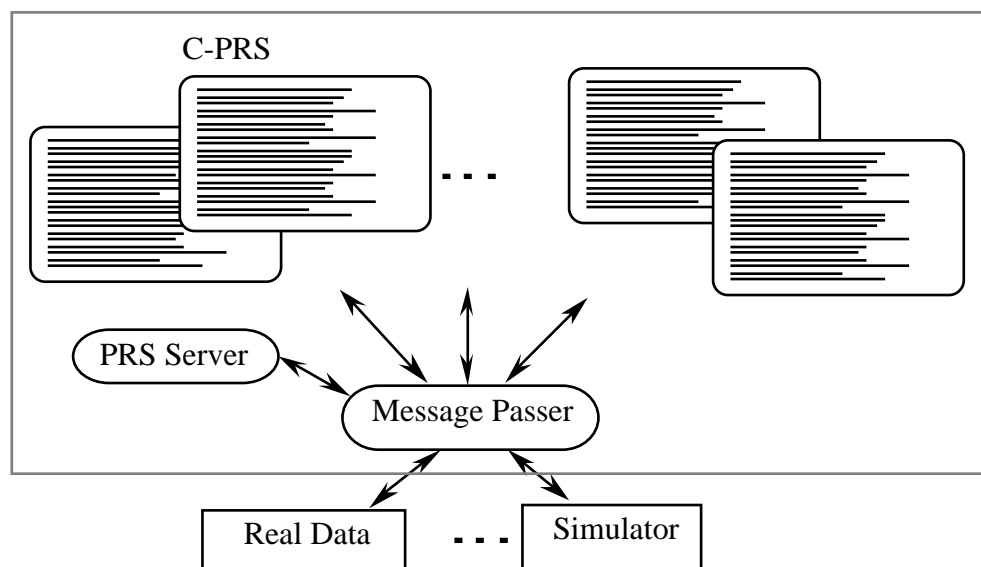 C-PRS
PRS Server
Message Passer
Real Data
Simulator